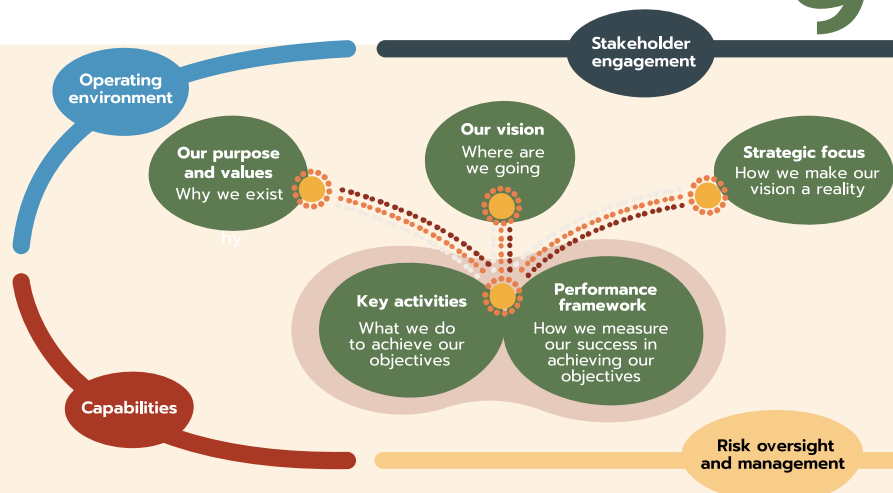 Stakeholder
engagement
Operating
environment
Our purpose
and values
Why we exist
hy
Our vision
Where are
we going
Strategic focus
How we make our
vision a reality
Key activities
What we do
to achieve our
objectives
Performance
framework
How we measure
our success in
achieving our
objectives
Capabilities
Risk oversight
and management